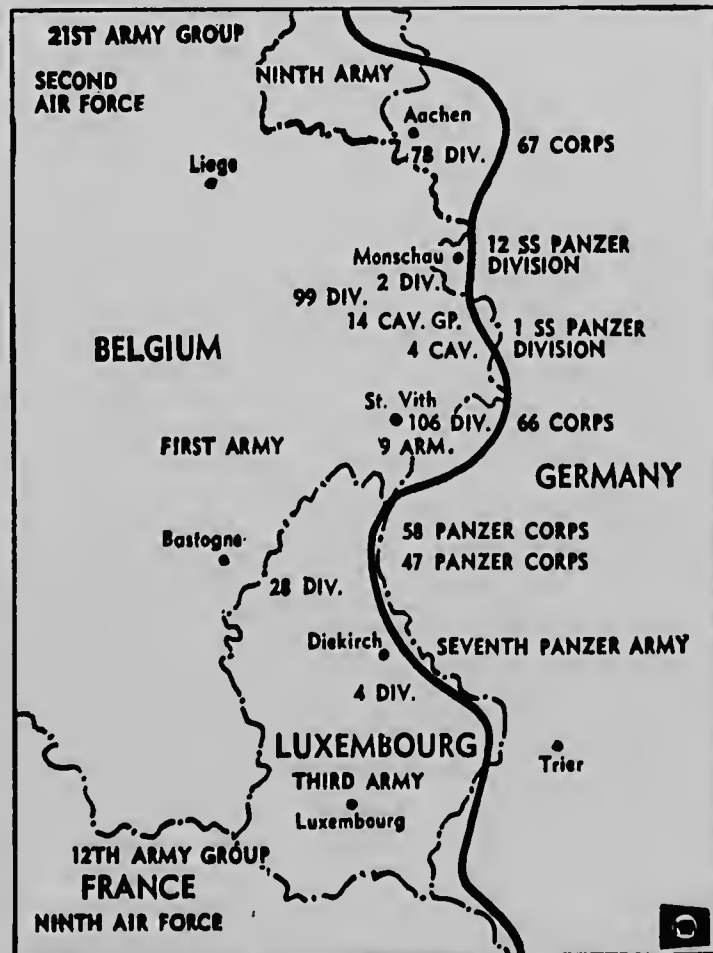 21ST ARMY GROUP
SECOND
AIR FORCE
NINTH ARMY
Aachen
78 DIV.
67 CORPS
Liege
Monschau
12 SS PANZER
DIVISION
2 DIV.
99 DIV.
14 CAV. GP.
4 CAV.
1 SS PANZER
DIVISION
BELGIUM
St. Vith
106 DIV.
9 ARM.
66 CORPS
FIRST ARMY
GERMANY
58 PANZER CORPS
47 PANZER CORPS
Bastogne
28 DIV.
Diekirch
SEVENTH PANZER ARMY
4 DIV.
LUXEMBOURG
THIRD ARMY
Trier
Luxembourg
12TH ARMY GROUP
FRANCE
NINTH AIR FORCE